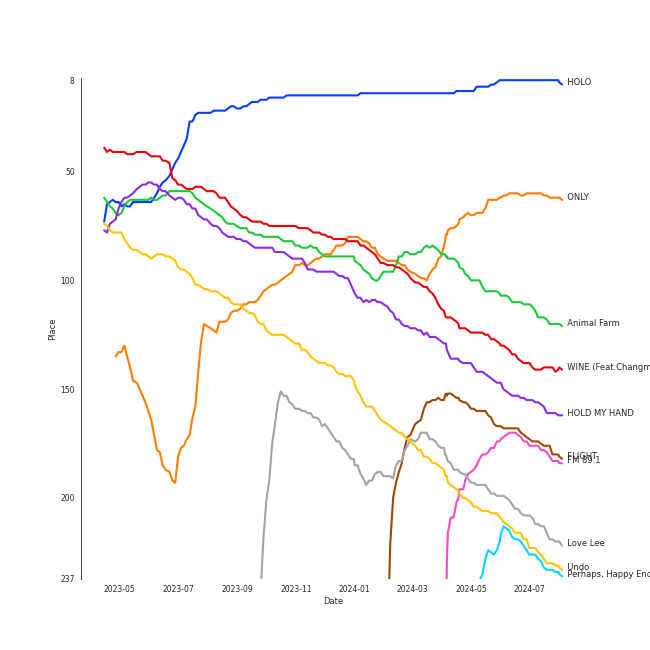 8
HOLO
50
ONLY
100
Place
Animal Farm
WINE (Feat.Changm
150
HOLD MY HAND
FLIGHT
FM 89.1
200
Love Lee
Undo
Perhaps, Happy End
237
2023-05 2023-07 2023-09 2023-11 2024-01 2024-03 2024-05 2024-07
Date